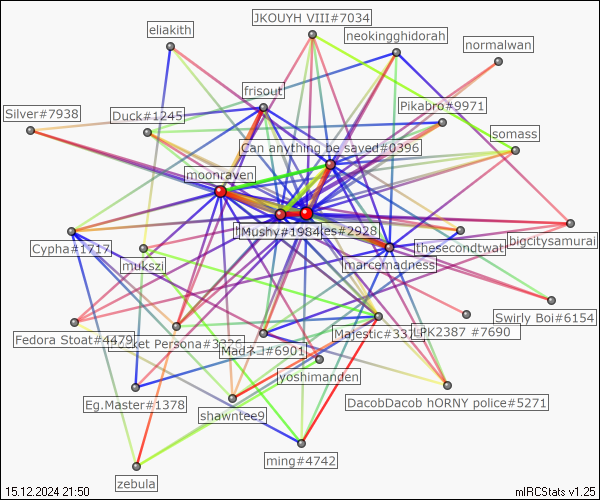 JKOUYH VIII#7034
eliakith
neokingghidorah
normalwan
frisout
Silver#7938
Duck#1245
Pikabro#9971
somass
Can anything be saved#0396
moonraven
Mushy#1984
#2928
Cypha#1717
thesecondtwat
bigcitysamurai
mukszi
marcemadness
Swirly Boi#6154
Fedora Stoat#4479
Persona#3226
Majestic#337
LPK2387 #7690
Madネコ#6901
yoshimanden
Eg.Master#1378
shawntee9
DacobDacob hORNY police#5271
ming#4742
zebula
15.12.2024 21:50
mIRCStats v1.25